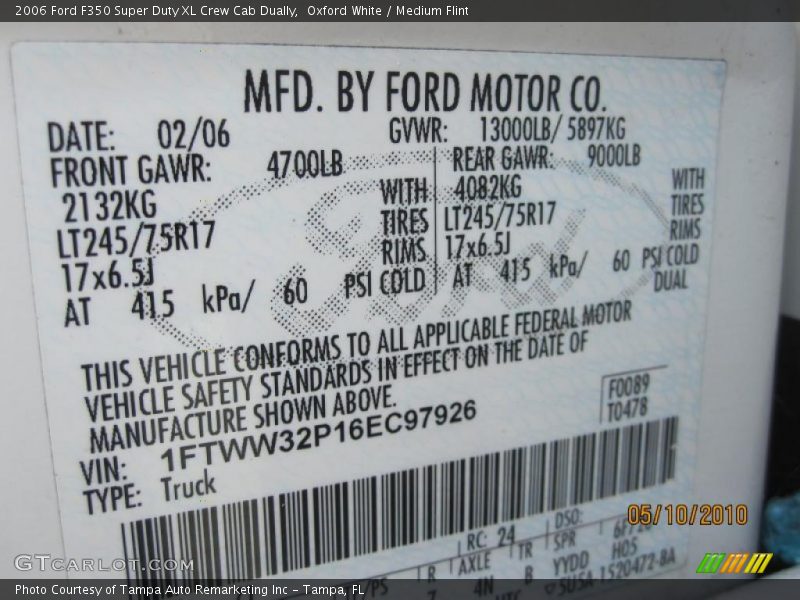 2006 Ford F350 Super Duty XL Crew Cab Dually, Oxford White / Medium Flint
MFD. BY FORD MOTOR CO.
DATE: 02/06 GVWR: 13000LB/ 5897KG
FRONT GAWR: 4700LB REAR GAWR: 9000LB
2132KG WITH 4082KG WITH
LT245/75R17 TIRES LT245/75R17 TIRES
17x6.5J RIMS 17x6.5J RIMS
AT 415 kPa/ 60 PSI COLD AT 415 kPa/ 60 PSI COLD
DUAL
Ford
THIS VEHICLE CONFORMS TO ALL APPLICABLE FEDERAL MOTOR
VEHICLE SAFETY STANDARDS IN EFFECT ON THE DATE OF
MANUFACTURE SHOWN ABOVE.
F0089
T0478
VIN: 1FTWW32P16EC97926
TYPE: Truck
05/10/2010
RC: 24 DSO:
R AXLE TR SPR
4N B YYDD H05
1520472-BA
GTCARLOT.COM
Photo Courtesy of Tampa Auto Remarketing Inc - Tampa, FL